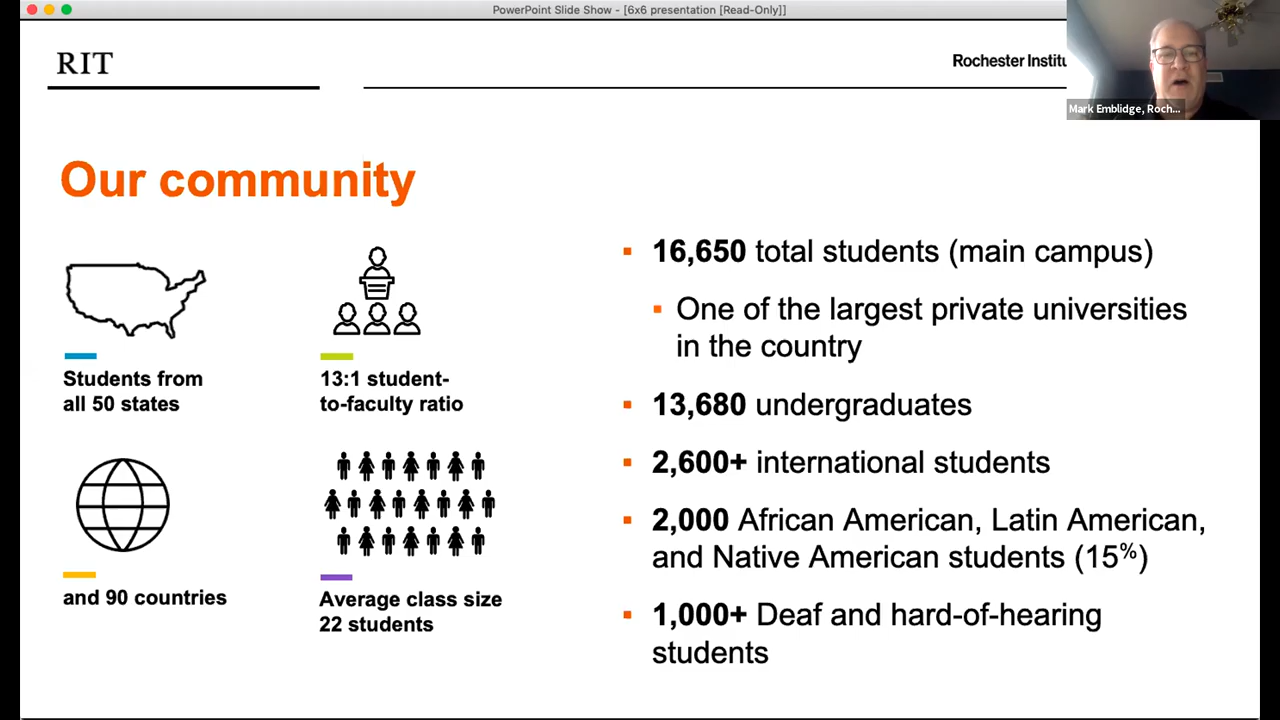 PowerPoint Slide Show - [6x6 presentation [Read-Only]]
RIT
Rochester Institu
Mark Emblidge, Roch...
Our community
Students from
all 50 states
13:1 student-
to-faculty ratio
and 90 countries
Average class size
22 students
▪ 16,650 total students (main campus)
▪ One of the largest private universities
in the country
▪ 13,680 undergraduates
▪ 2,600+ international students
▪ 2,000 African American, Latin American,
and Native American students (15%)
▪ 1,000+ Deaf and hard-of-hearing
students